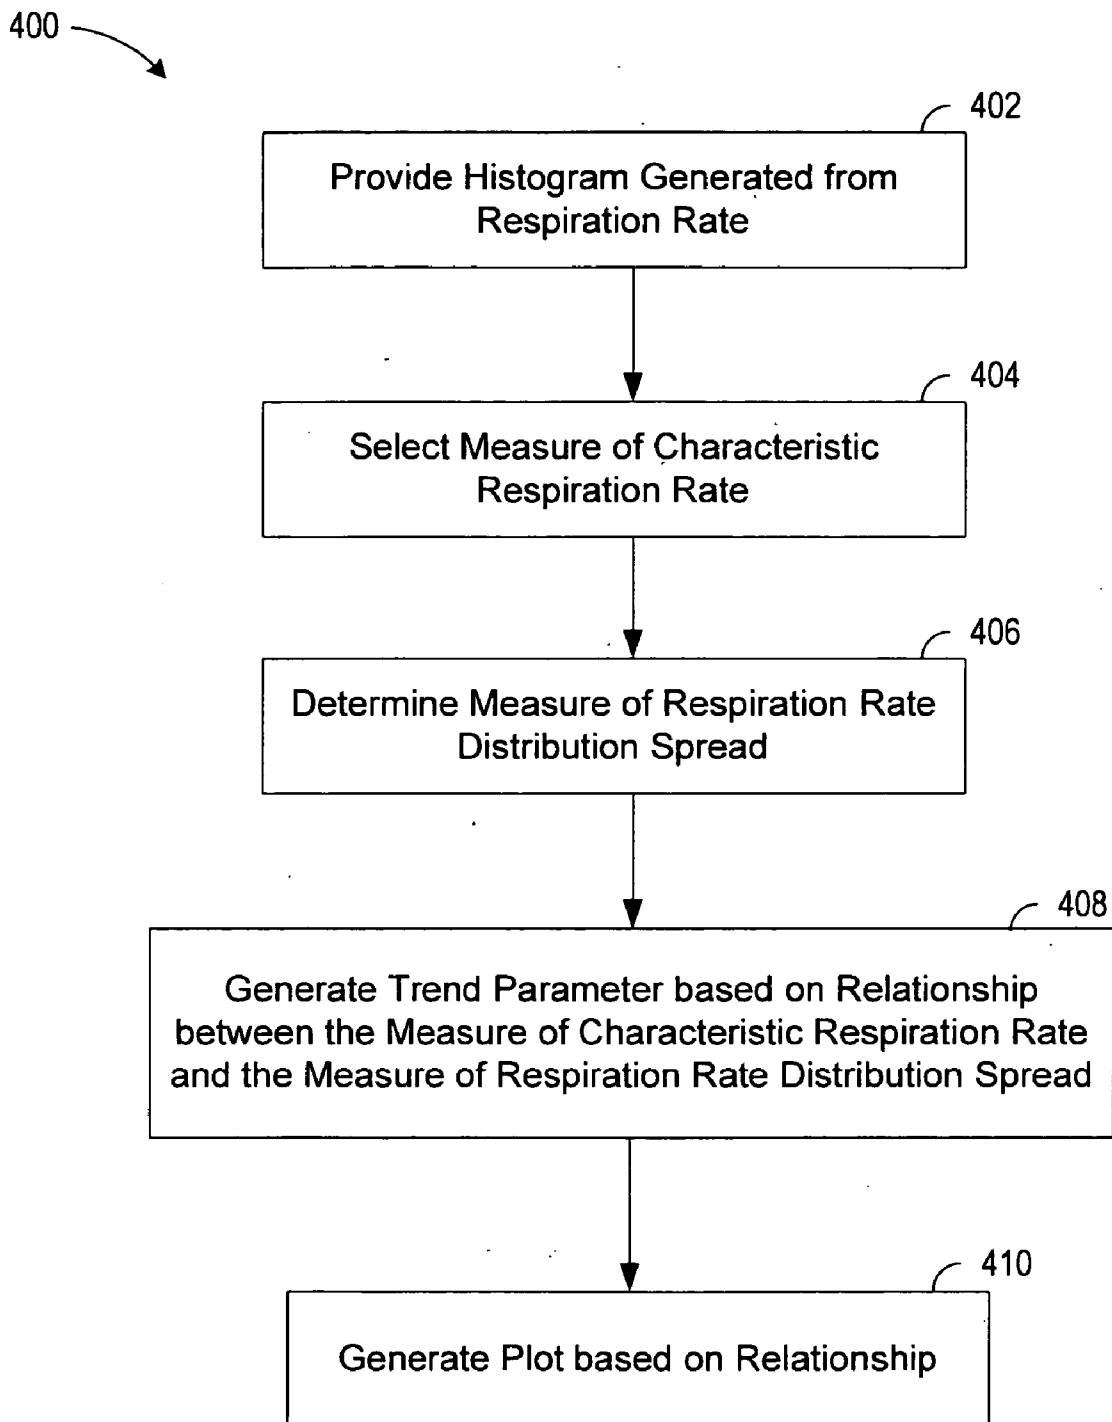 400
402
Provide Histogram Generated from
Respiration Rate
404
Select Measure of Characteristic
Respiration Rate
406
Determine Measure of Respiration Rate
Distribution Spread
408
Generate Trend Parameter based on Relationship
between the Measure of Characteristic Respiration Rate
and the Measure of Respiration Rate Distribution Spread
410
Generate Plot based on Relationship